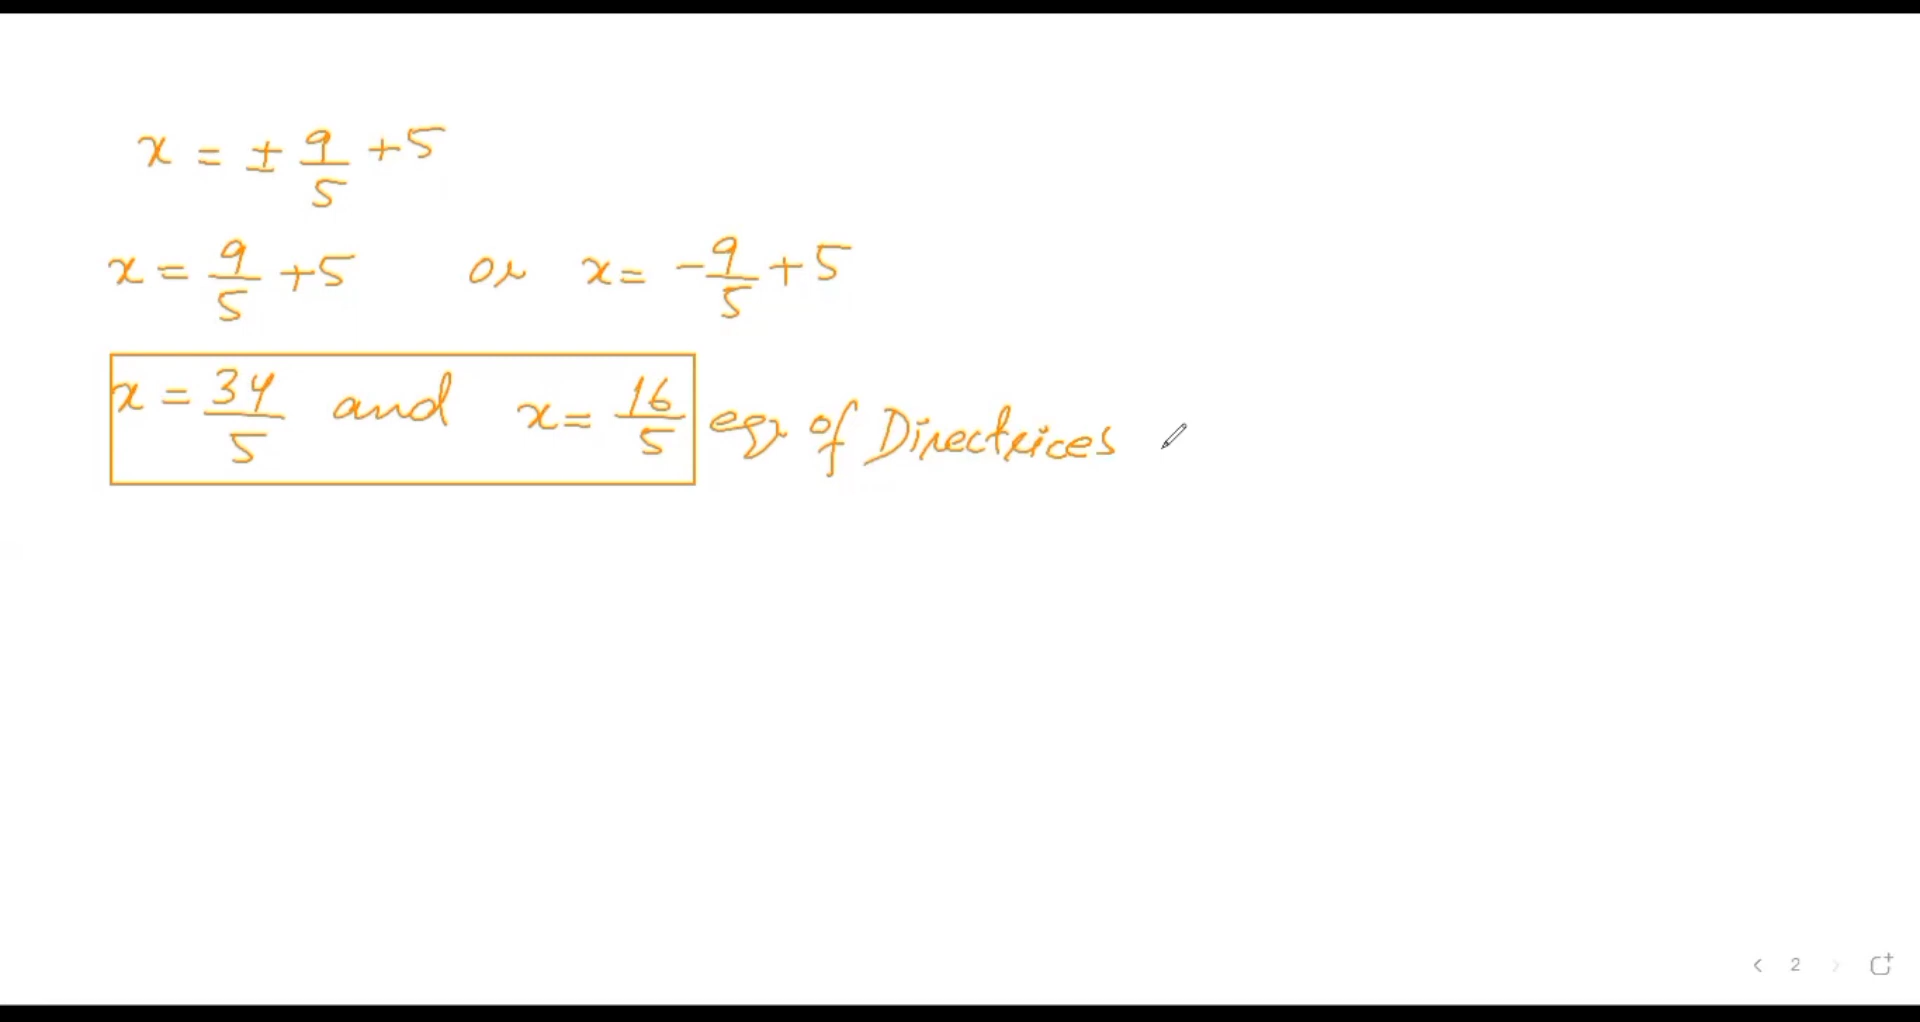 x = ± 9/5 + 5
x = 9/5 + 5 or x = -9/5 + 5
x = 34/5 and x = 16/5 eqn of Directrices
2